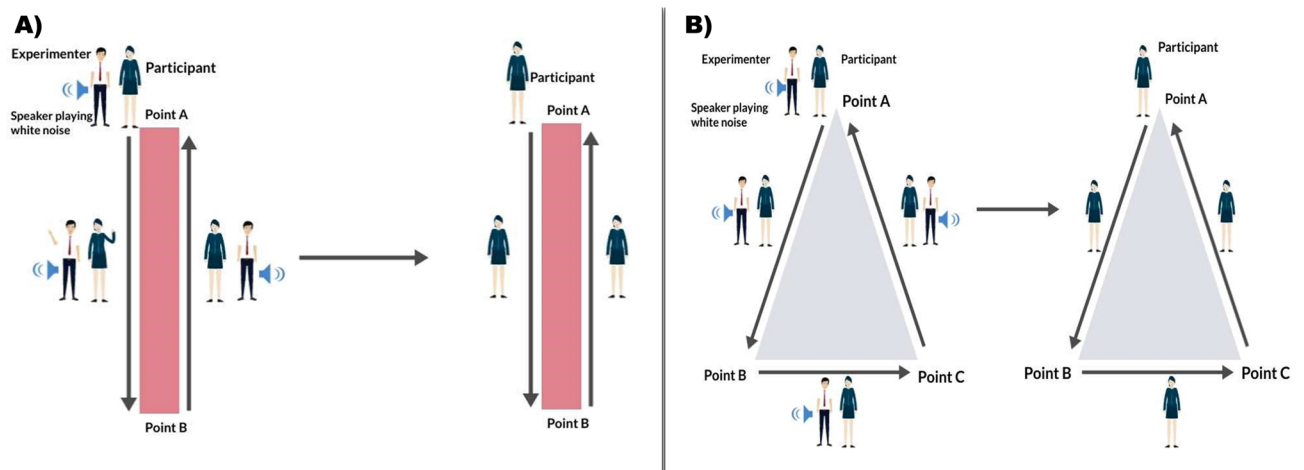 A)
Experimenter
Participant
Speaker playing
white noise
Point A
Point B
Participant
Point A
Point B
B)
Experimenter
Participant
Speaker playing
white noise
Point A
Point B
Point C
Participant
Point A
Point B
Point C